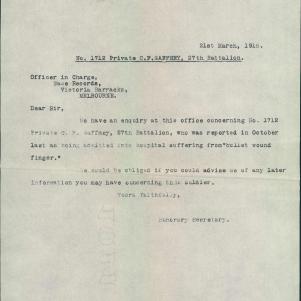 21st March, 1918.
No. 1712 Private C.F.GAFFNEY, 27th Battalion.
Officer in Charge,
Base Records,
Victoria Barracks,
MELBOURNE.
Dear Sir,
We have an enquiry at this office concerning No. 1712
Private C. F. Gaffney, 27th Battalion, who was reported in October
last as being admitted into hospital suffering from "bullet wound
finger."
We should be obliged if you could advise me of any later
information you may have concerning this soldier.
Yours faithfully,
Honorary Secretary.